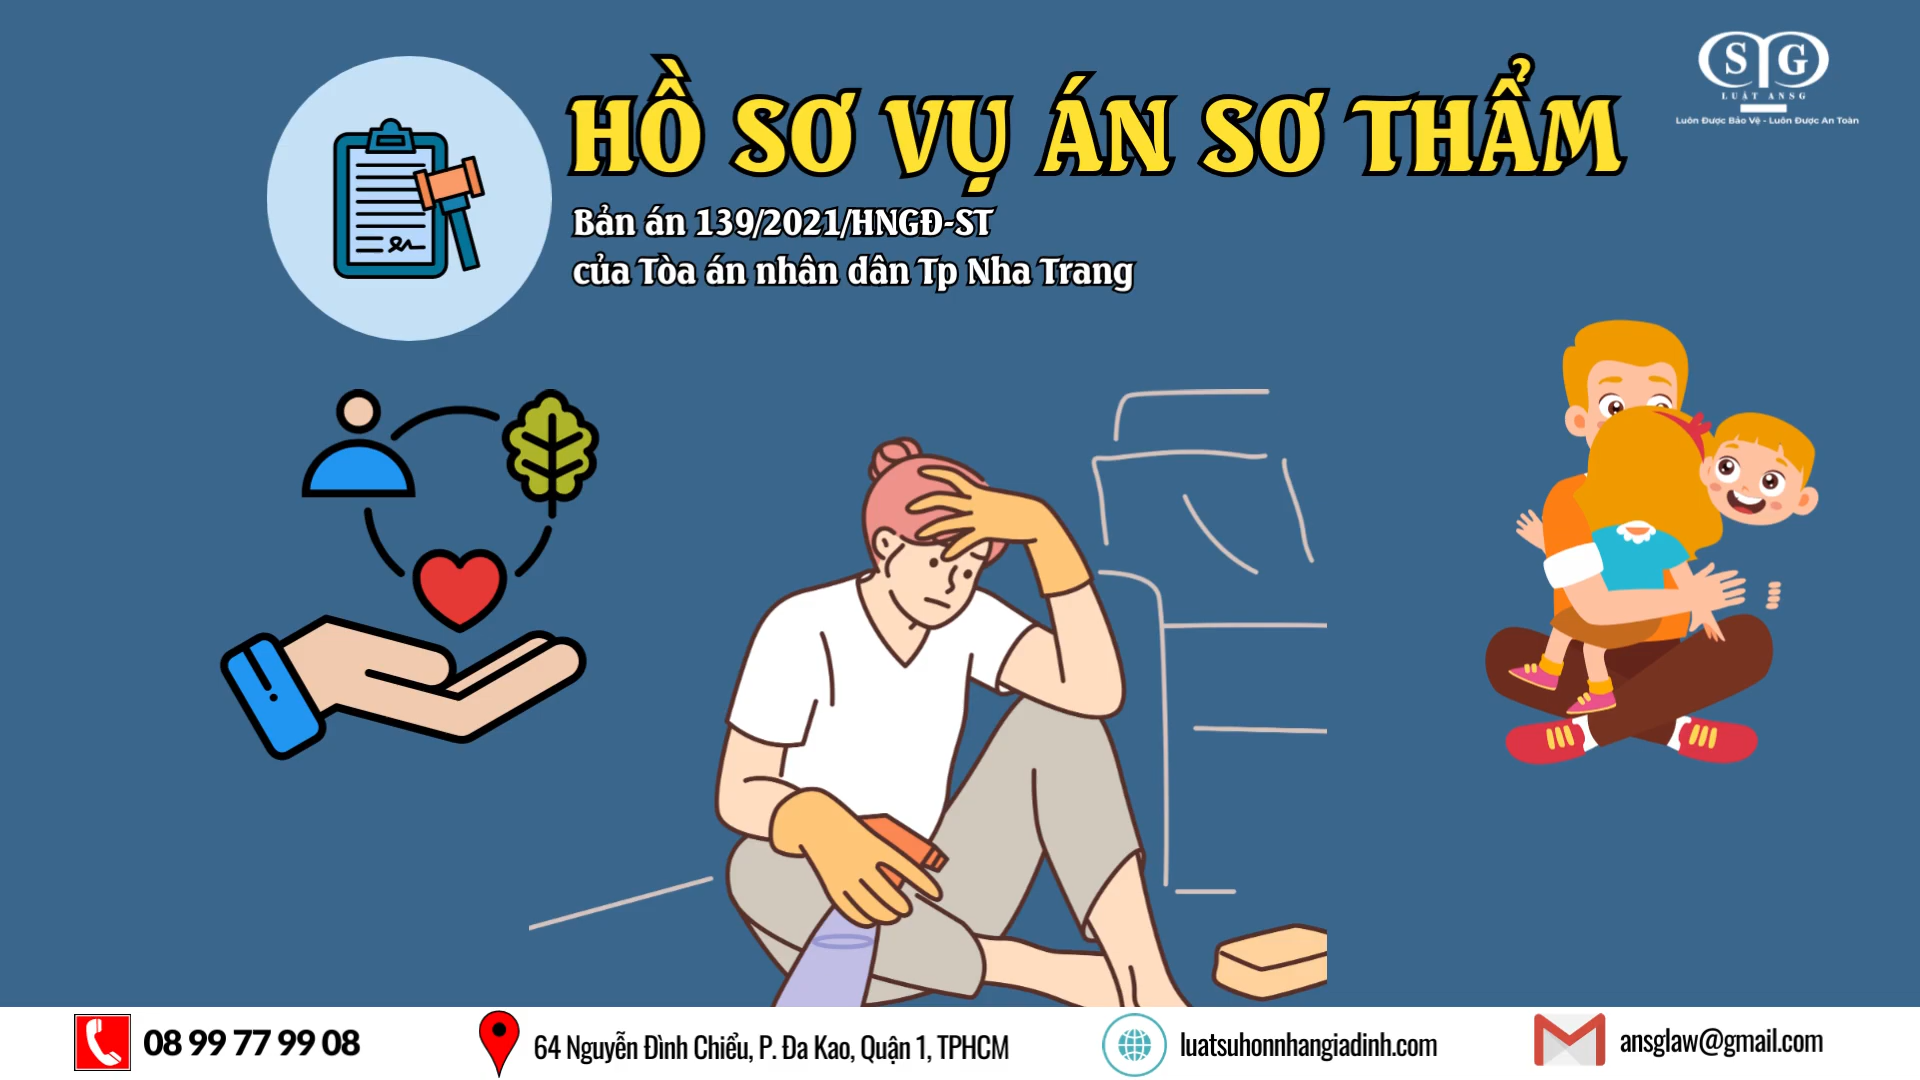 HỒ SƠ VỤ ÁN SƠ THẨM
Bản án 139/2021/HNGĐ-ST
của Tòa án nhân dân Tp Nha Trang
S G
LUẬT ANSG
Luôn Được Bảo Vệ - Luôn Được An Toàn
08 99 77 99 08
64 Nguyễn Đình Chiểu, P. Đa Kao, Quận 1, TPHCM
luatsuhonnhangiadinh.com
ansglaw@gmail.com